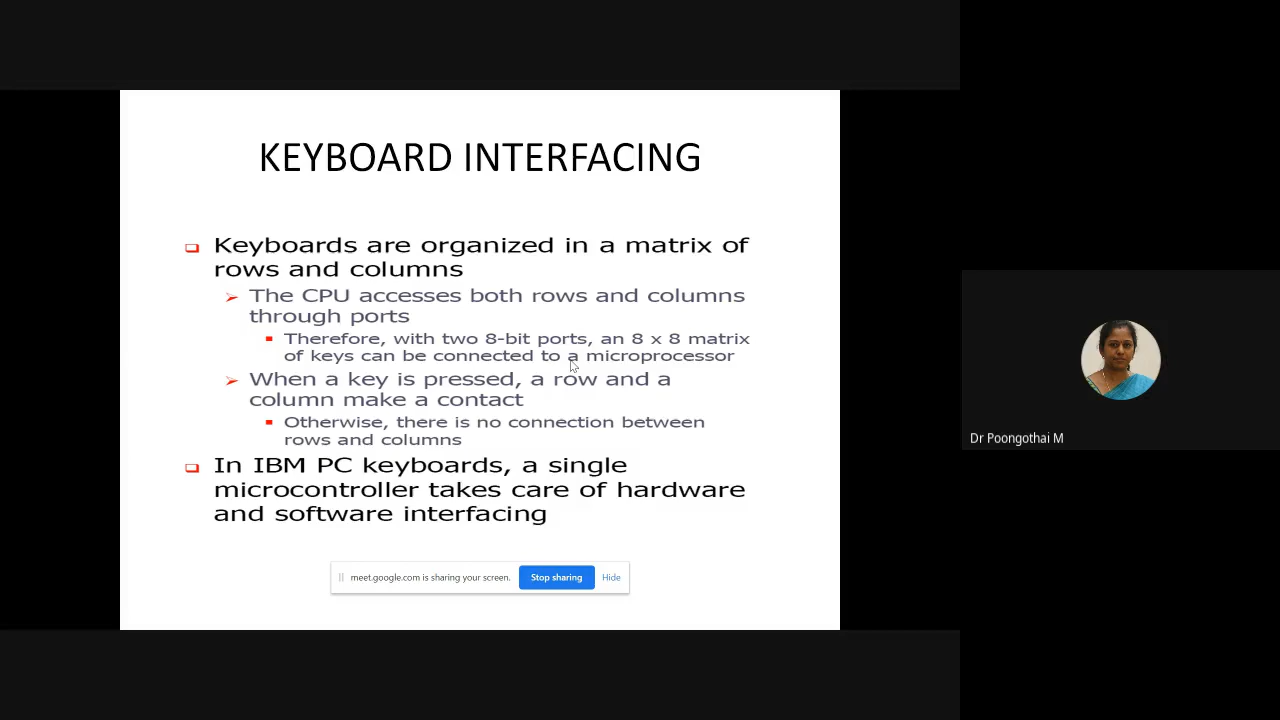 KEYBOARD INTERFACING
Keyboards are organized in a matrix of
rows and columns
The CPU accesses both rows and columns
through ports
Therefore, with two 8-bit ports, an 8 x 8 matrix
of keys can be connected to a microprocessor
When a key is pressed, a row and a
column make a contact
Otherwise, there is no connection between
rows and columns
In IBM PC keyboards, a single
microcontroller takes care of hardware
and software interfacing
meet.google.com is sharing your screen. Stop sharing Hide
Dr Poongothai M